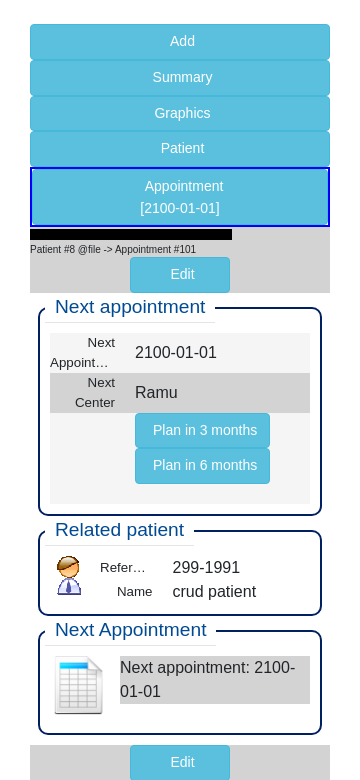 Add
Summary
Graphics
Patient
Appointment
[2100-01-01]
Patient #8 @file -> Appointment #101
Edit
Next appointment
Next
Appoint…
2100-01-01
Next
Center
Ramu
Plan in 3 months
Plan in 6 months
Related patient
Refer…
299-1991
Name
crud patient
Next Appointment
Next appointment: 2100-
01-01
Edit